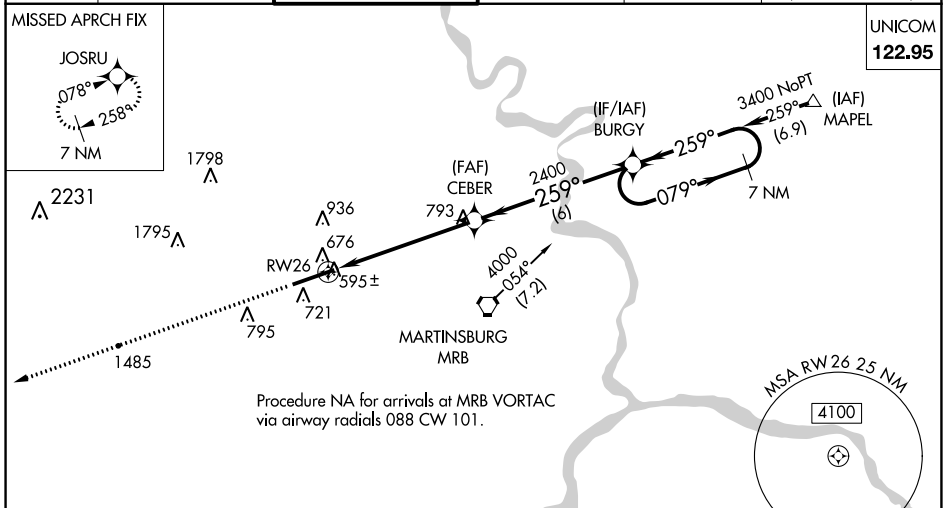 MISSED APRCH FIX
JOSRU
078°
258°
7 NM
UNICOM
122.95
3400 NoPT
259°
(6.9)
(IAF)
MAPEL
(IF/IAF)
BURGY
259°
079°
7 NM
(FAF)
CEBER
2400
259°
(6)
1798
2231
1795
936
793
676
RW26
595±
721
795
1485
4000
054°
(7.2)
MARTINSBURG
MRB
Procedure NA for arrivals at MRB VORTAC
via airway radials 088 CW 101.
MSA RW 26 25 NM
4100